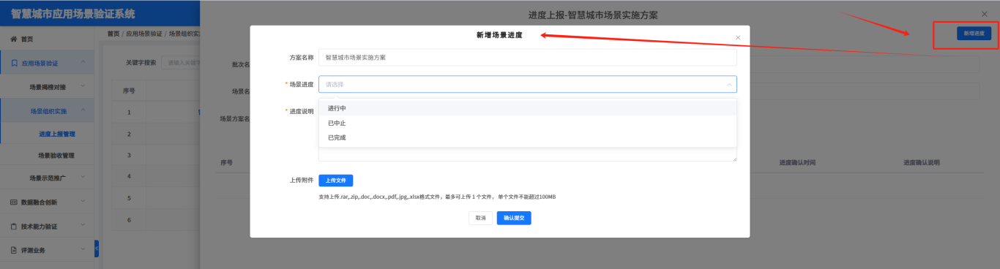 智慧城市应用场景验证系统
进度上报-智慧城市场景实施方案
首页
首页 / 应用场景验证 / 场景组织实
新增进度
新增场景进度
应用场景验证
关键字搜索
请输入关键字
批次名
方案名称
智慧城市场景实施方案
场景揭榜对接
序号
场景名
* 场景进度
请选择
场景组织实施
1
场景方案名
* 进度说明
进行中
已中止
已完成
进度上报管理
2
场景验收管理
3
序号
进度确认时间
进度确认说明
场景示范推广
4
上传附件
上传文件
数据融合创新
5
支持上传.rar,.zip,.doc,.docx,.pdf,.jpg,.xlsx格式文件，最多可上传 1 个文件， 单个文件不能超过100MB
技术能力验证
6
取消
确认提交
评测业务